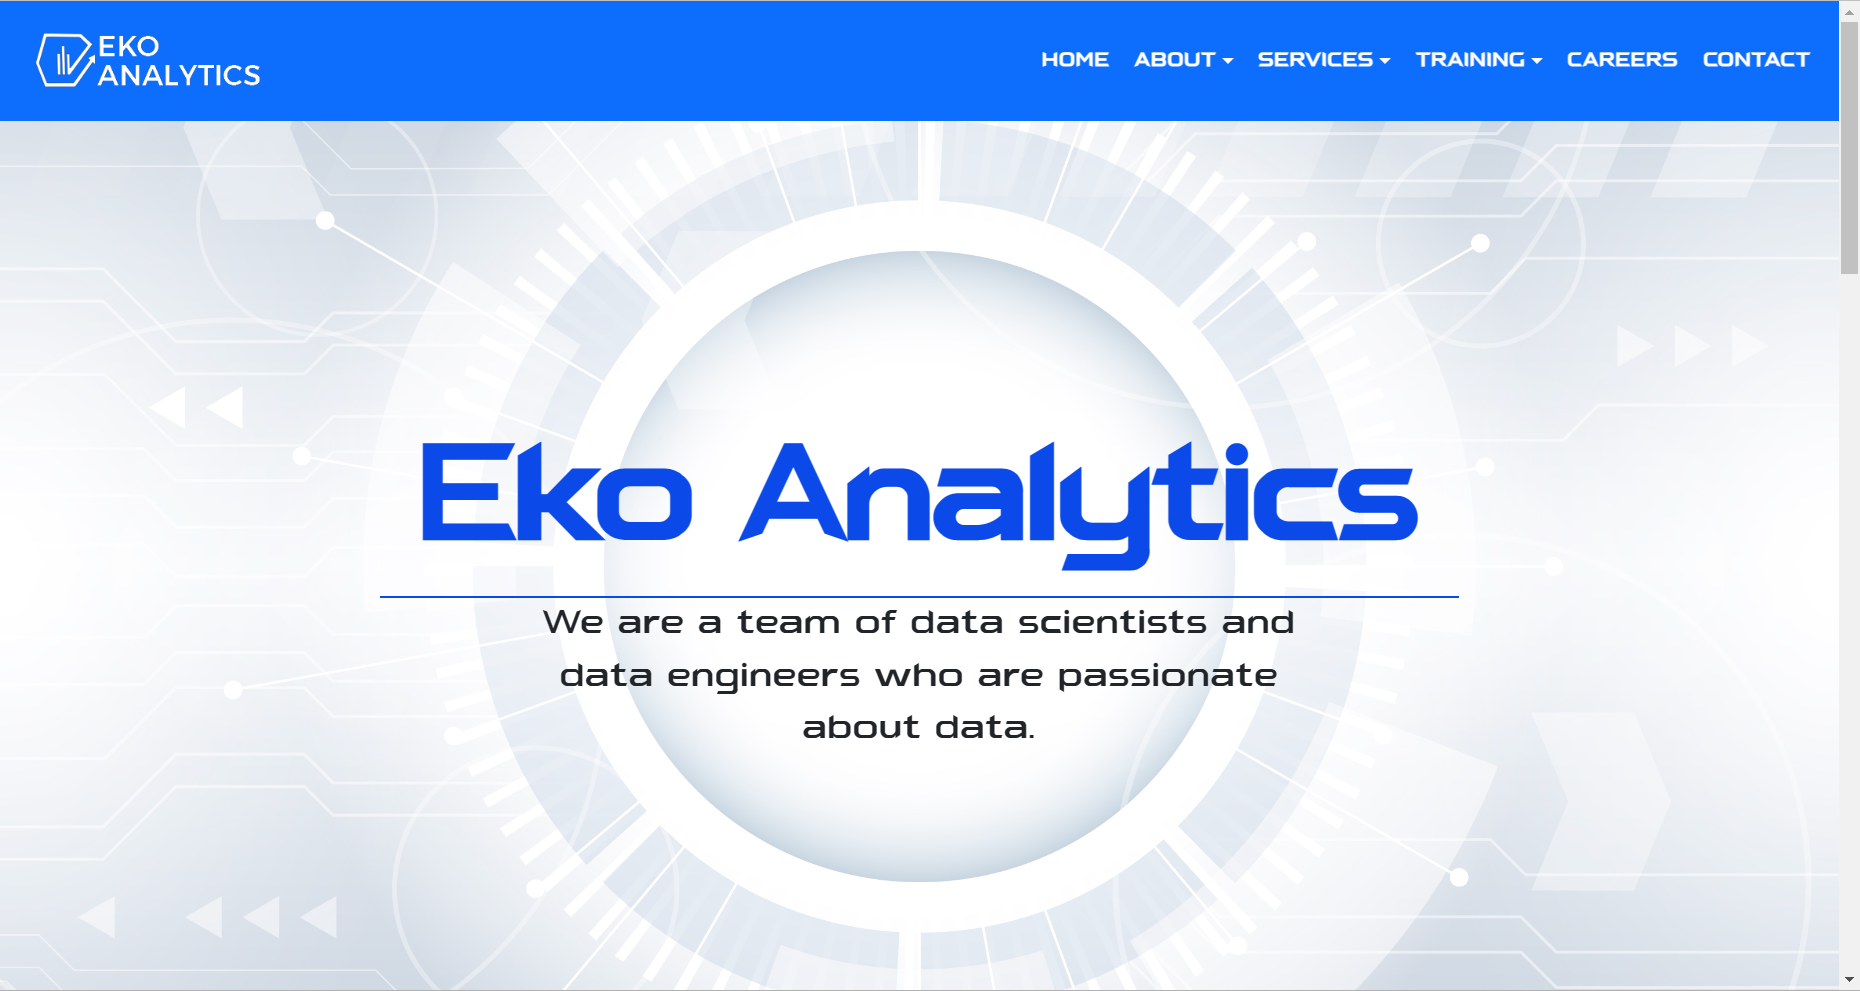 EKO
ANALYTICS
HOME ABOUT SERVICES TRAINING CAREERS CONTACT
Eko Analytics
We are a team of data scientists and
data engineers who are passionate
about data.